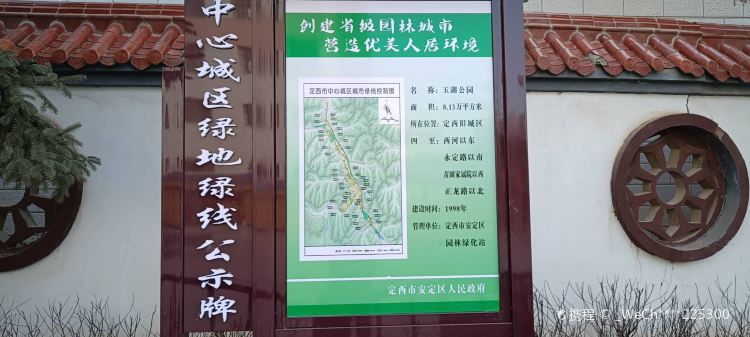 中心城区绿地绿线公示牌
创建省级园林城市
营造优美人居环境
定西市中心城区城市绿线控制图
名 称：玉湖公园
面 积：8.13万平方米
所在位置：定西旧城区
四 至：西河以东
永定路以南
苗圃家属院以西
正龙路以北
建设时间：1998年
管理单位：定西市安定区
园林绿化站
定西市安定区人民政府
携程 © _WeCh****225300